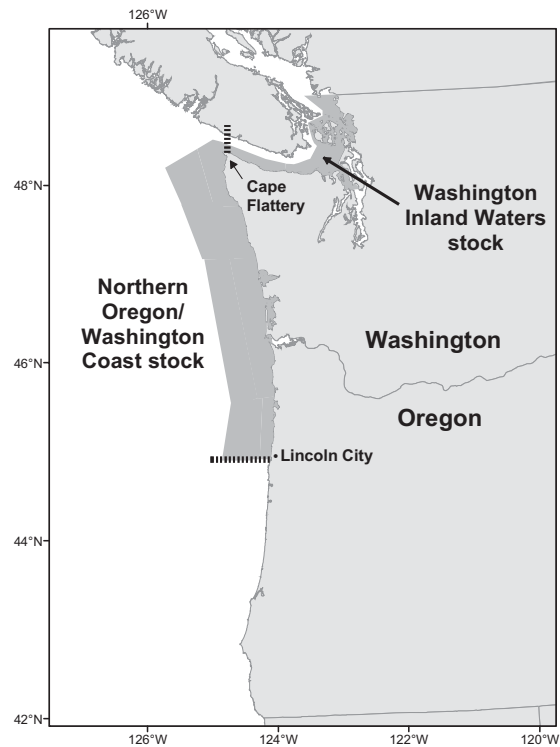 126°W
48°N
Cape
Flattery
Washington
Inland Waters
stock
Northern
Oregon/
Washington
Coast stock
Washington
46°N
Oregon
Lincoln City
44°N
42°N
126°W 124°W 122°W 120°W